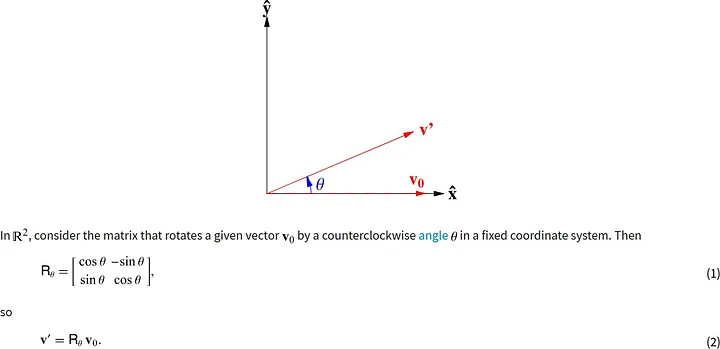 ŷ
v'
θ
v₀
x̂
In ℝ², consider the matrix that rotates a given vector v₀ by a counterclockwise angle θ in a fixed coordinate system. Then
R_θ = [cos θ −sin θ
sin θ cos θ], (1)
so
v′ = R_θ v₀. (2)